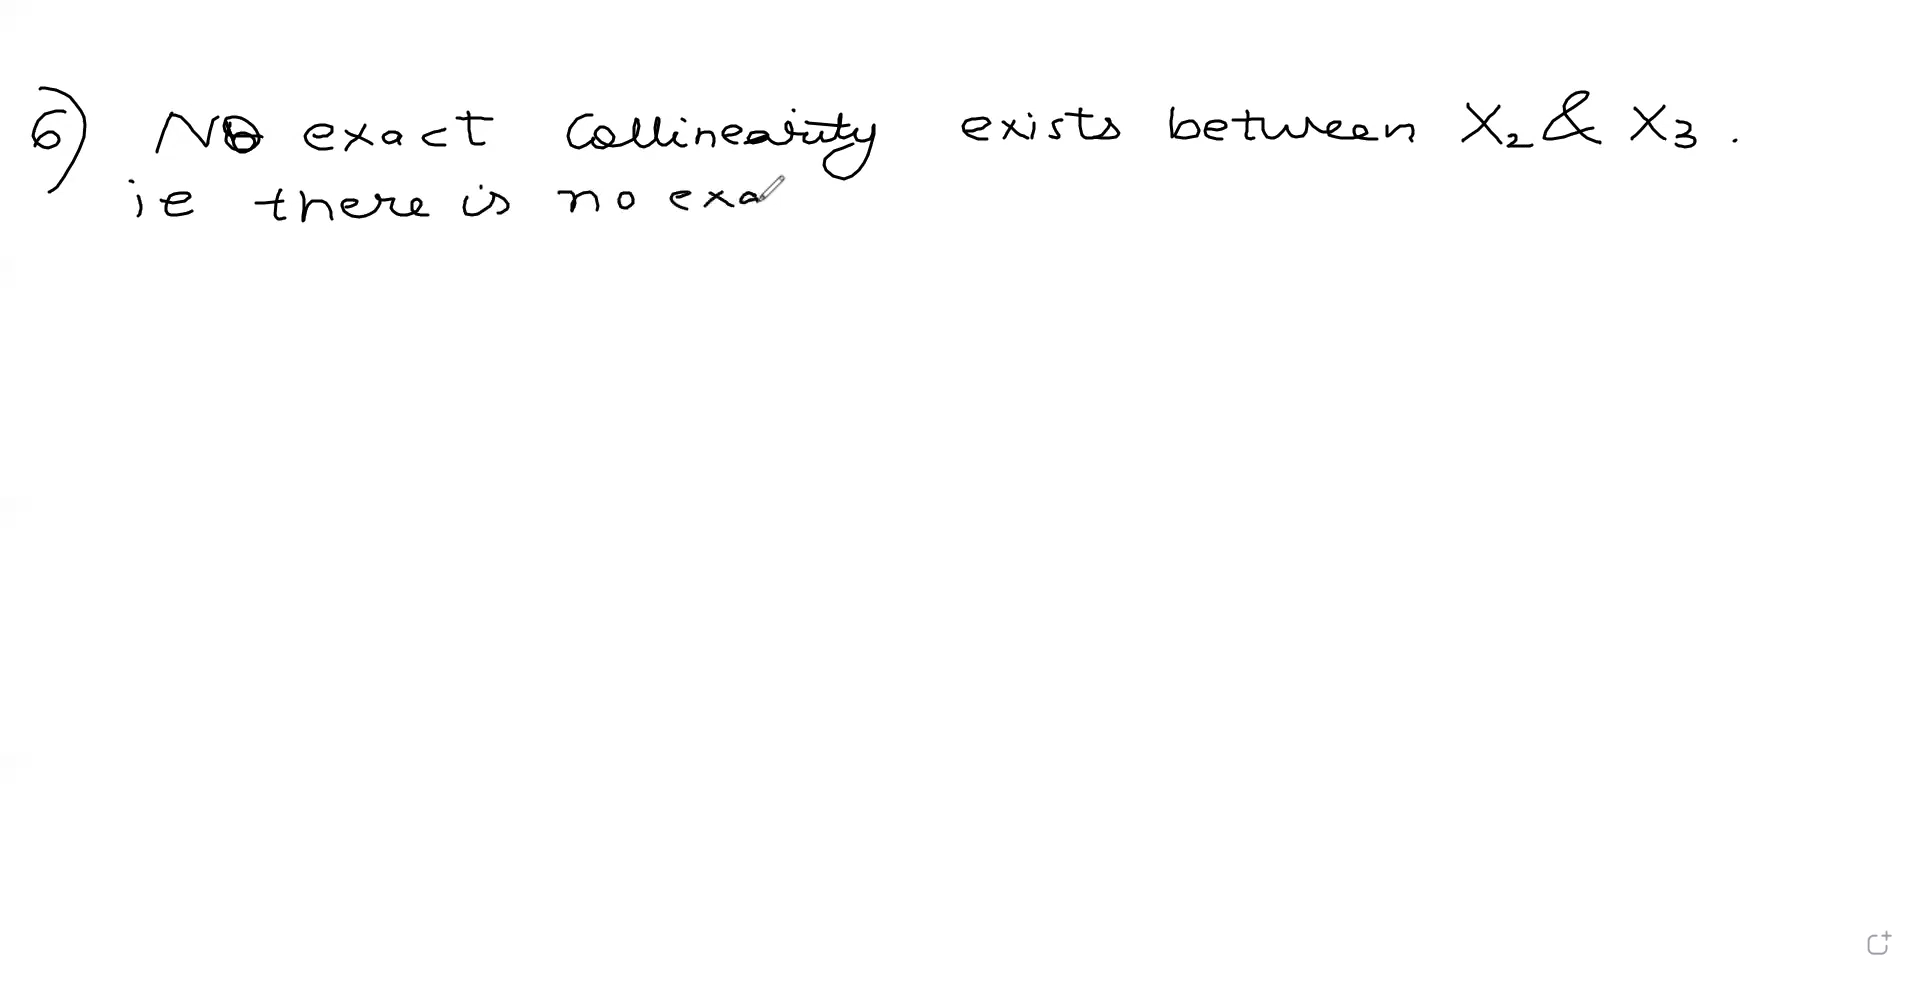 6) No exact Collinearity exists between X₂ & X₃ .
ie there is no exa